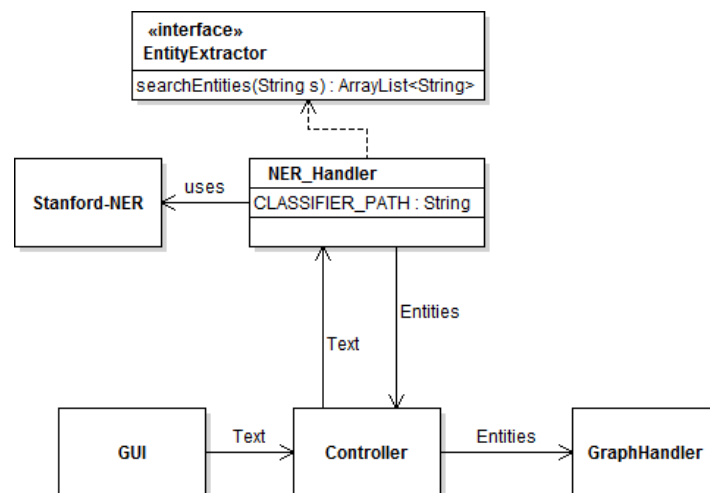 «interface»
EntityExtractor
searchEntities(String s) : ArrayList<String>
Stanford-NER
uses
NER_Handler
CLASSIFIER_PATH : String
Text
Entities
GUI
Text
Controller
Entities
GraphHandler